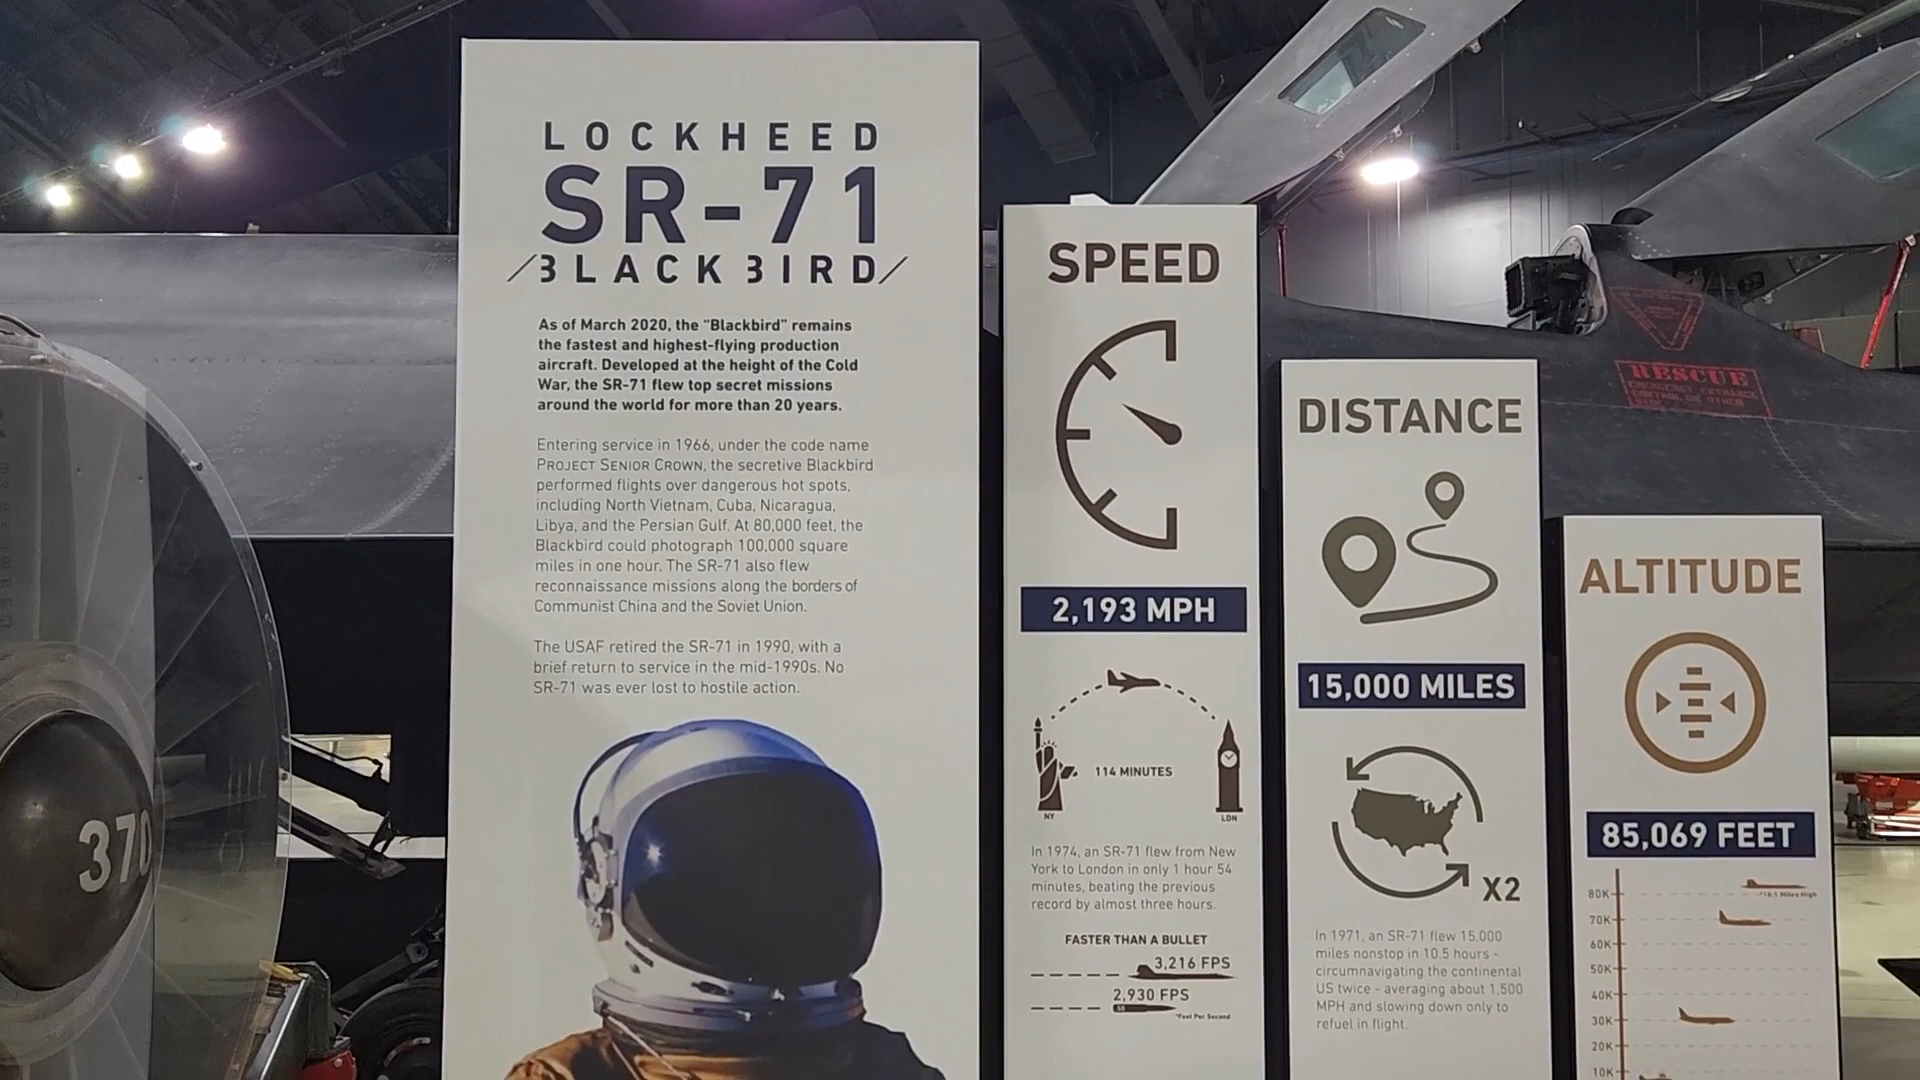 LOCKHEED
SR-71
/BLACKBIRD/
As of March 2020, the “Blackbird” remains
the fastest and highest-flying production
aircraft. Developed at the height of the Cold
War, the SR-71 flew top secret missions
around the world for more than 20 years.
Entering service in 1966, under the code name
PROJECT SENIOR CROWN, the secretive Blackbird
performed flights over dangerous hot spots,
including North Vietnam, Cuba, Nicaragua,
Libya, and the Persian Gulf. At 80,000 feet, the
Blackbird could photograph 100,000 square
miles in one hour. The SR-71 also flew
reconnaissance missions along the borders of
Communist China and the Soviet Union.
The USAF retired the SR-71 in 1990, with a
brief return to service in the mid-1990s. No
SR-71 was ever lost to hostile action.
SPEED
2,193 MPH
114 MINUTES
NY
LDN
In 1974, an SR-71 flew from New
York to London in only 1 hour 54
minutes, beating the previous
record by almost three hours.
FASTER THAN A BULLET
3,216 FPS
2,930 FPS
*Feet Per Second
DISTANCE
15,000 MILES
X2
In 1971, an SR-71 flew 15,000
miles nonstop in 10.5 hours -
circumnavigating the continental
US twice - averaging about 1,500
MPH and slowing down only to
refuel in flight.
ALTITUDE
85,069 FEET
80K
*16.1 Miles High
70K
60K
50K
40K
30K
20K
10K
RESCUE
EMERGENCY ENTRANCE
CONTROL ON OTHER
SIDE
370